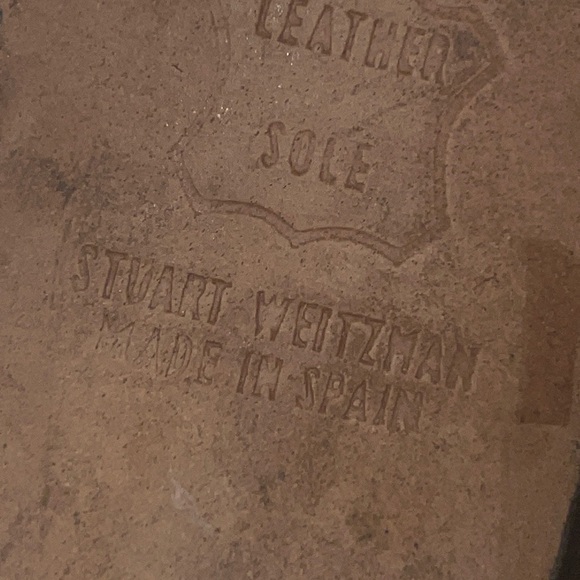 LEATHER
SOLE
STUART WEITZMAN
MADE IN SPAIN